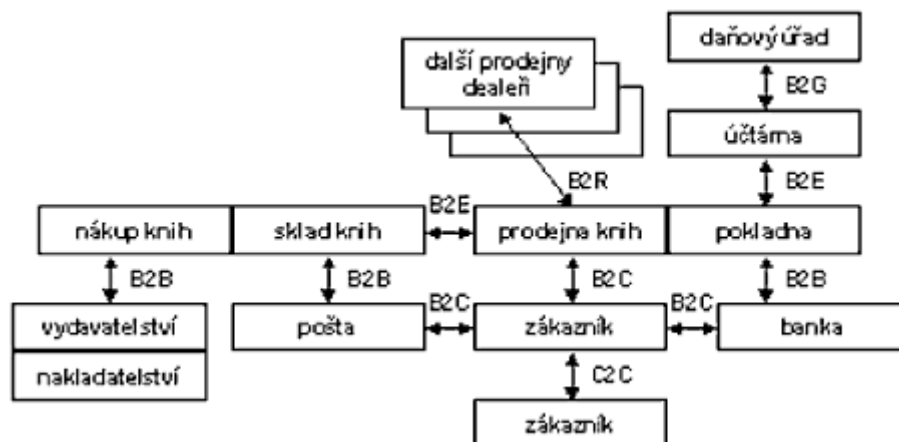 daňový úřad
další prodejny
dealeři
B2G
účtárna
B2R
B2E
B2E
nákup knih
sklad knih
prodejna knih
pokladna
B2B
B2B
B2C
B2B
B2C
B2C
vydavatelství
pošta
zákazník
banka
nakladatelství
C2C
zákazník